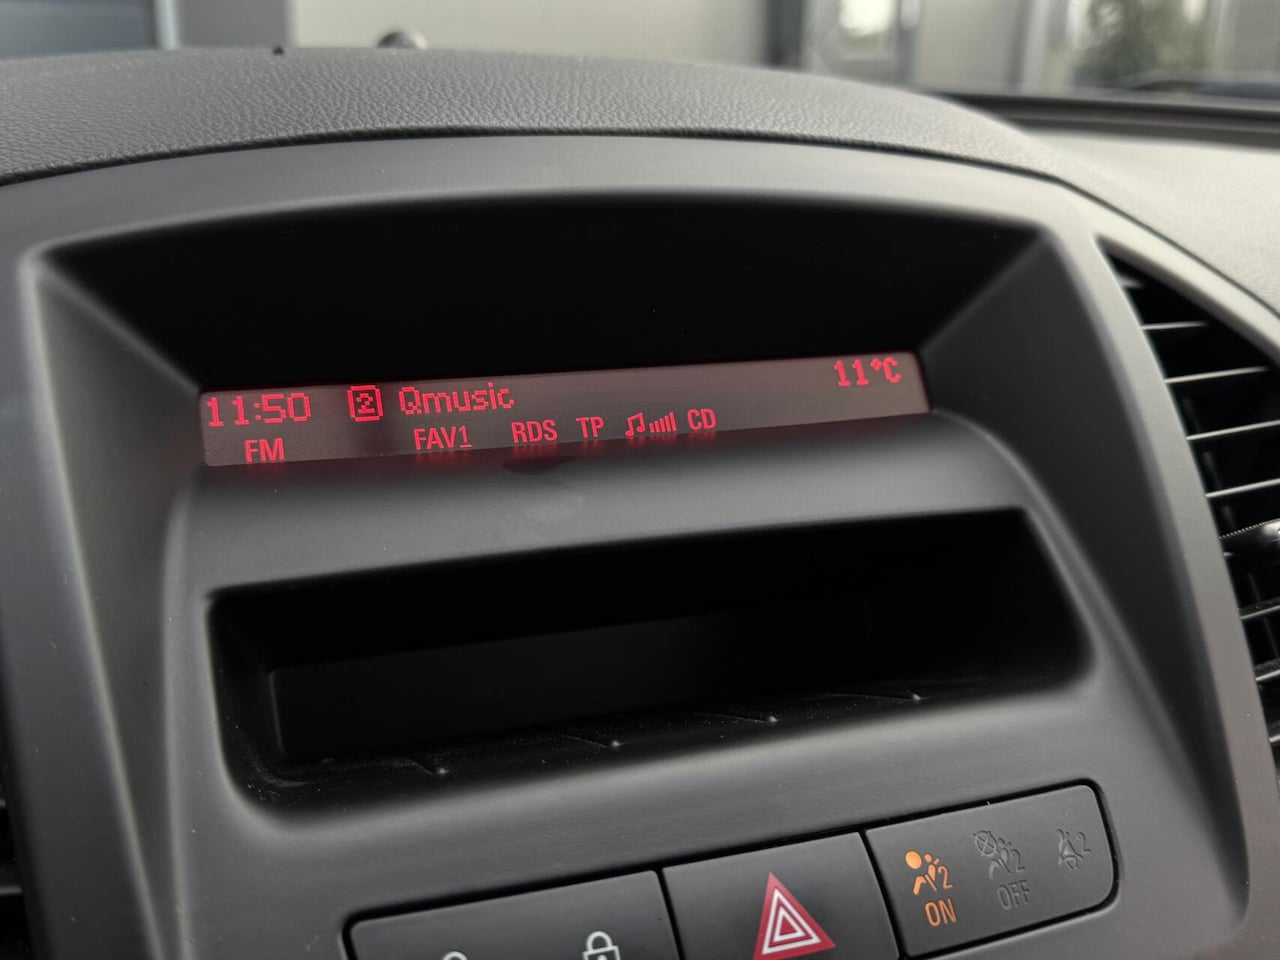 11:50 2 Qmusic 11°C
FM FAV1 RDS TP CD
2 ON
2 OFF
2